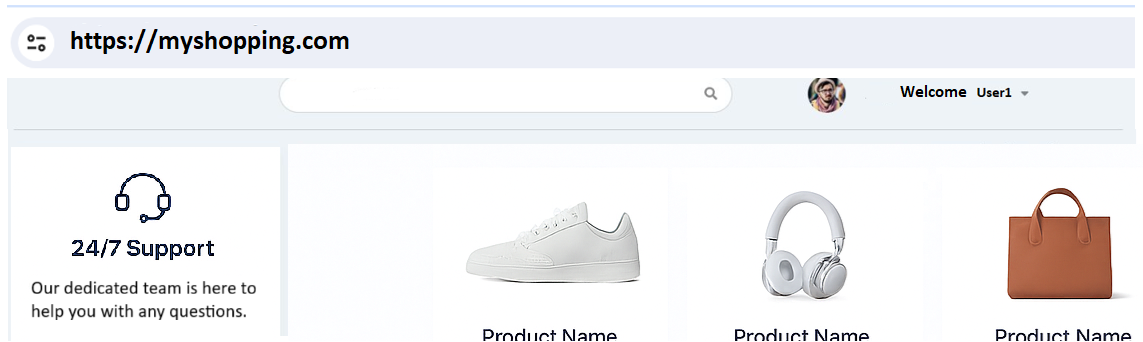 https://myshopping.com
Welcome User1
24/7 Support
Our dedicated team is here to
help you with any questions.
Product Name
Product Name
Product Name